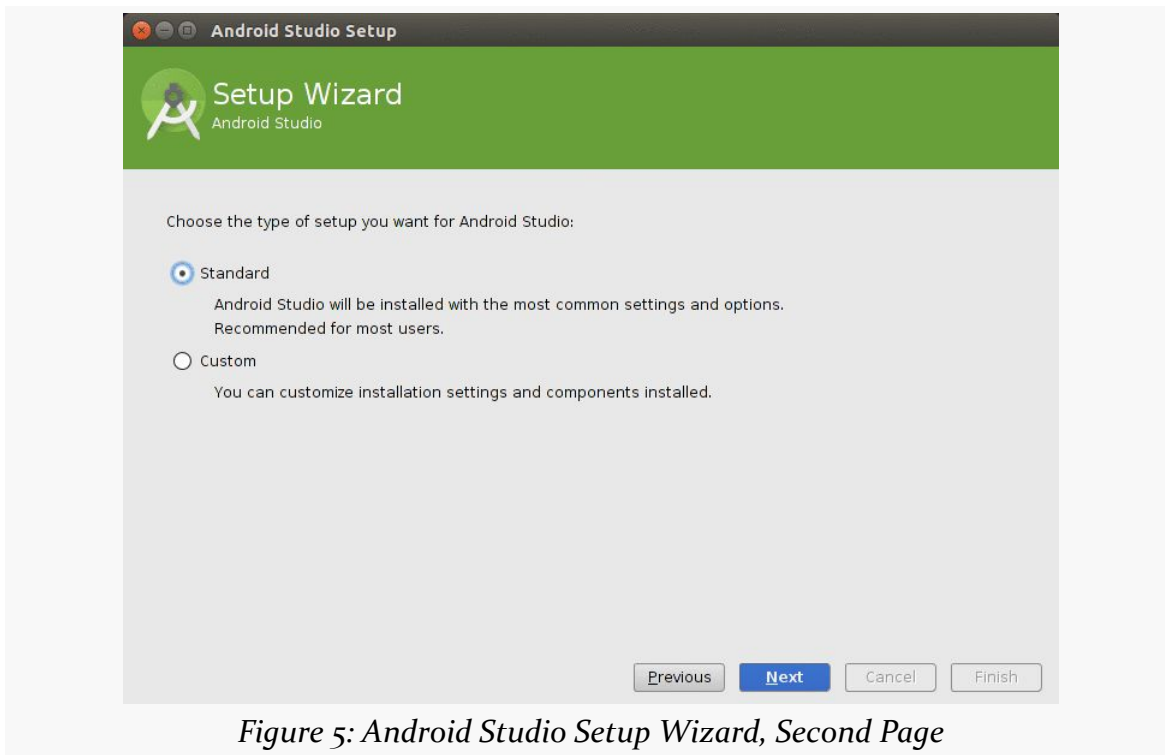 Android Studio Setup
Setup Wizard
Android Studio
Choose the type of setup you want for Android Studio:
Standard
Android Studio will be installed with the most common settings and options.
Recommended for most users.
Custom
You can customize installation settings and components installed.
Previous Next Cancel Finish
Figure 5: Android Studio Setup Wizard, Second Page